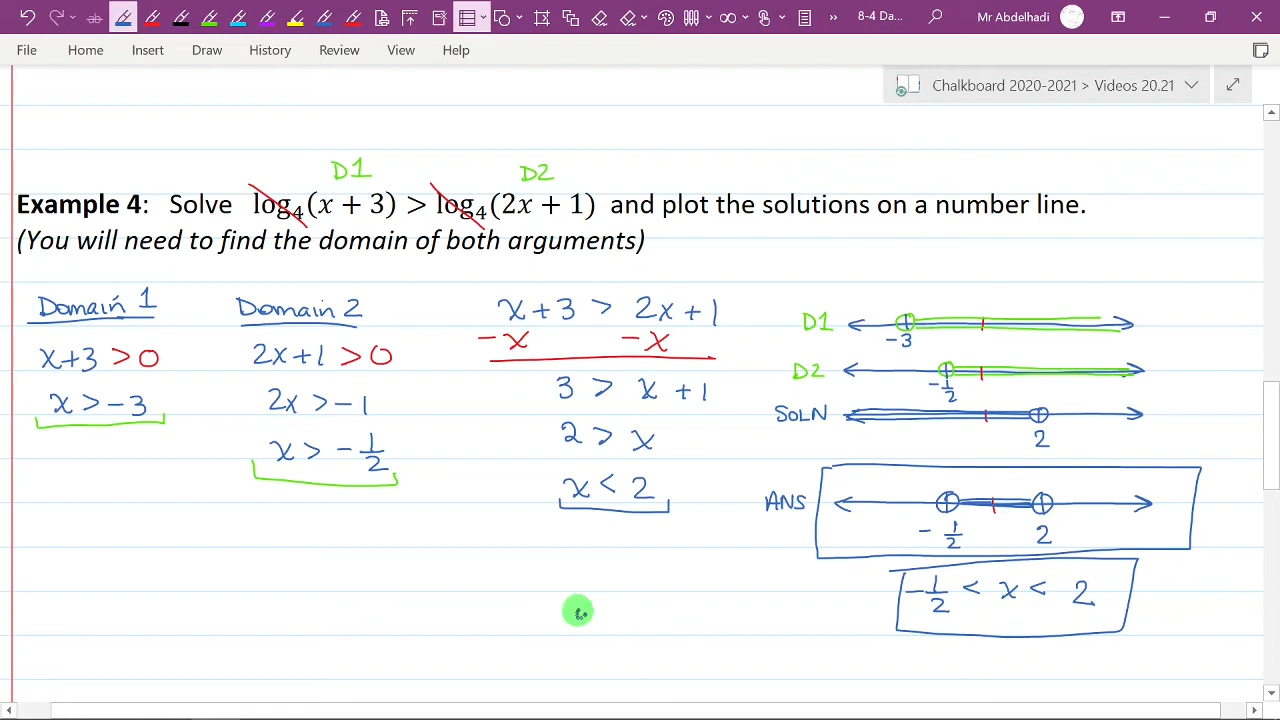 8-4 Da... Mr Abdelhadi
File Home Insert Draw History Review View Help
Chalkboard 2020-2021 > Videos 20.21
D1 D2
Example 4: Solve log₄(x + 3) > log₄(2x + 1) and plot the solutions on a number line.
(You will need to find the domain of both arguments)
Domain 1
x+3 > 0
x > -3
Domain 2
2x+1 > 0
2x > -1
x > -1/2
x+3 > 2x+1
-x -x
3 > x+1
2 > x
x < 2
D1
-3
D2
-1/2
SOLN
2
ANS
-1/2 2
-1/2 < x < 2